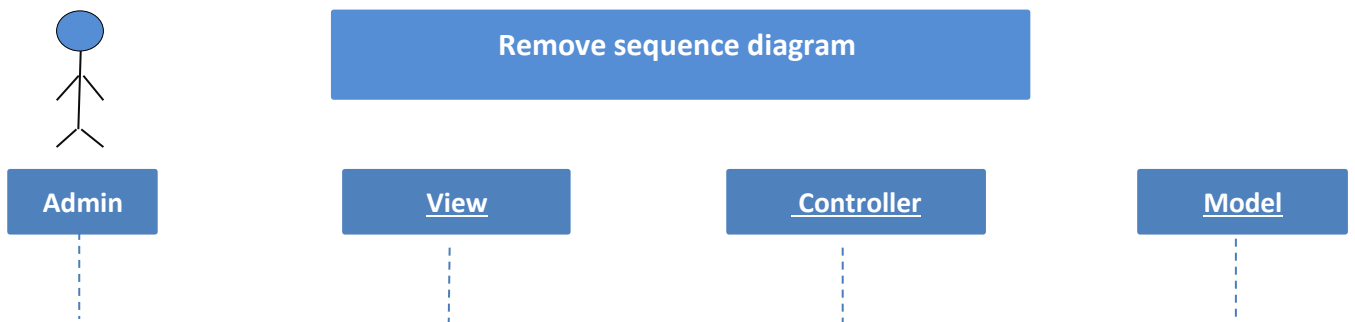 Remove sequence diagram
Admin
View
Controller
Model